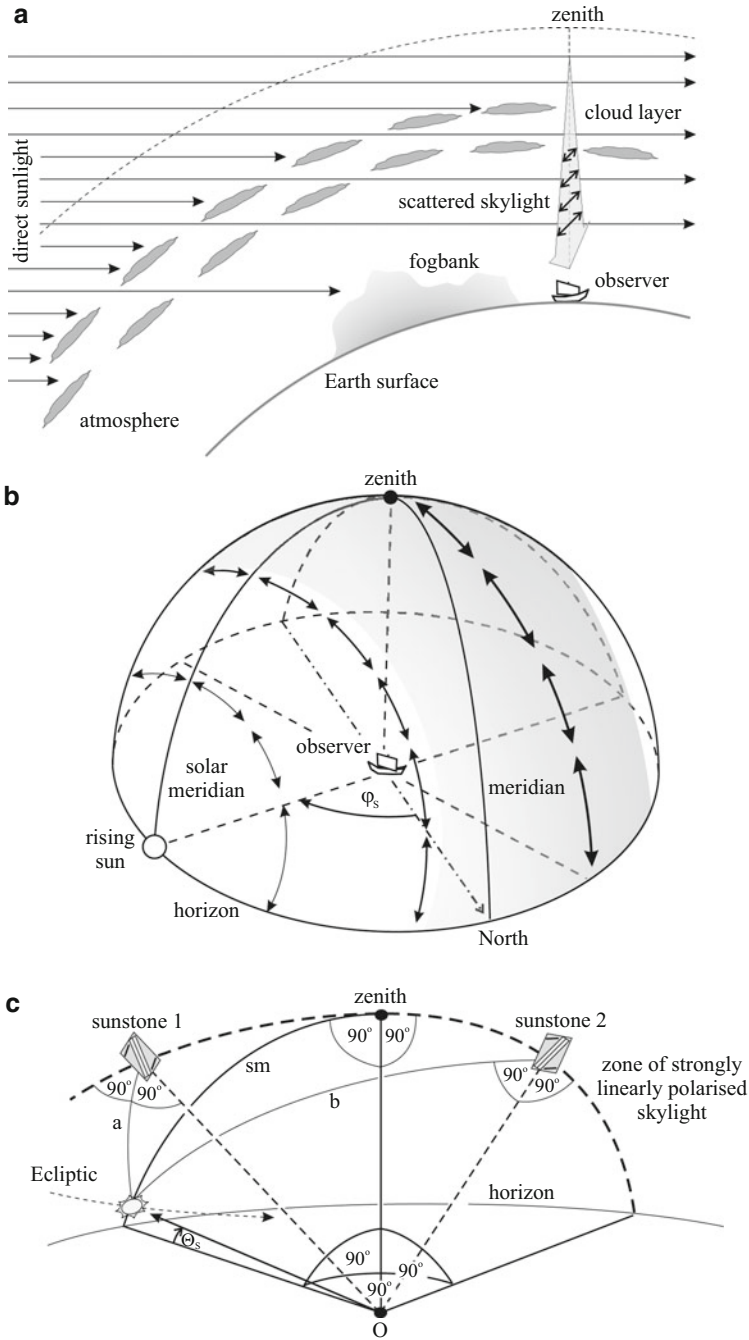 a
zenith
cloud layer
direct sunlight
scattered skylight
fogbank
observer
Earth surface
atmosphere
b
zenith
observer
solar
meridian
φs
meridian
rising
sun
horizon
North
c
zenith
sunstone 1
sunstone 2
90°
90°
sm
90°
90°
zone of strongly
linearly polarised
skylight
90°
90°
b
a
Ecliptic
horizon
Θs
90°
90°
90°
O